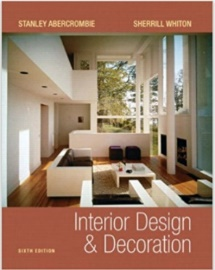 STANLEY ABERCROMBIE SHERRILL WHITON
Interior Design
& Decoration
SIXTH EDITION